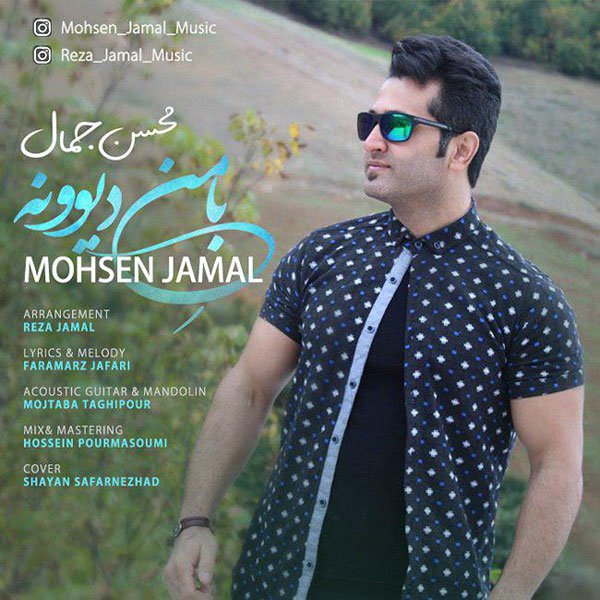 Mohsen_Jamal_Music
Reza_Jamal_Music
محسن جمال
با من دیوونه
MOHSEN JAMAL
ARRANGEMENT
REZA JAMAL
LYRICS & MELODY
FARAMARZ JAFARI
ACOUSTIC GUITAR & MANDOLIN
MOJTABA TAGHIPOUR
MIX& MASTERING
HOSSEIN POURMASOUMI
COVER
SHAYAN SAFARNEZHAD